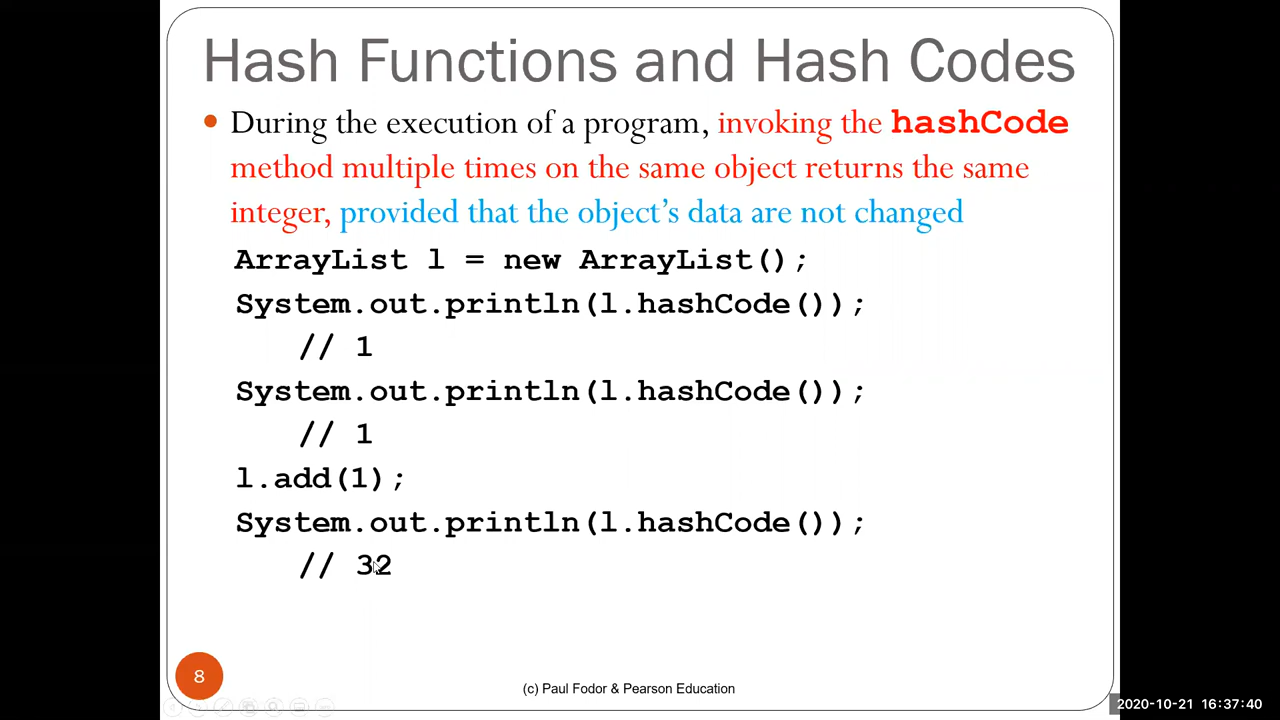 Hash Functions and Hash Codes
During the execution of a program, invoking the hashCode
method multiple times on the same object returns the same
integer, provided that the object's data are not changed
ArrayList l = new ArrayList();
System.out.println(l.hashCode());
// 1
System.out.println(l.hashCode());
// 1
l.add(1);
System.out.println(l.hashCode());
// 32
8
(c) Paul Fodor & Pearson Education
2020-10-21 16:37:40